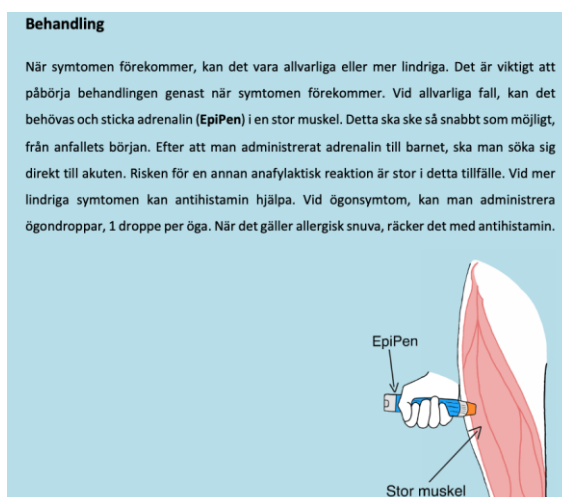 Behandling
När symtomen förekommer, kan det vara allvarliga eller mer lindriga. Det är viktigt att
påbörja behandlingen genast när symtomen förekommer. Vid allvarliga fall, kan det
behövas och sticka adrenalin (EpiPen) i en stor muskel. Detta ska ske så snabbt som möjligt,
från anfallets början. Efter att man administrerat adrenalin till barnet, ska man söka sig
direkt till akuten. Risken för en annan anafylaktisk reaktion är stor i detta tillfälle. Vid mer
lindriga symtomen kan antihistamin hjälpa. Vid ögonsymtom, kan man administrera
ögondroppar, 1 droppe per öga. När det gäller allergisk snuva, räcker det med antihistamin.
EpiPen
Stor muskel